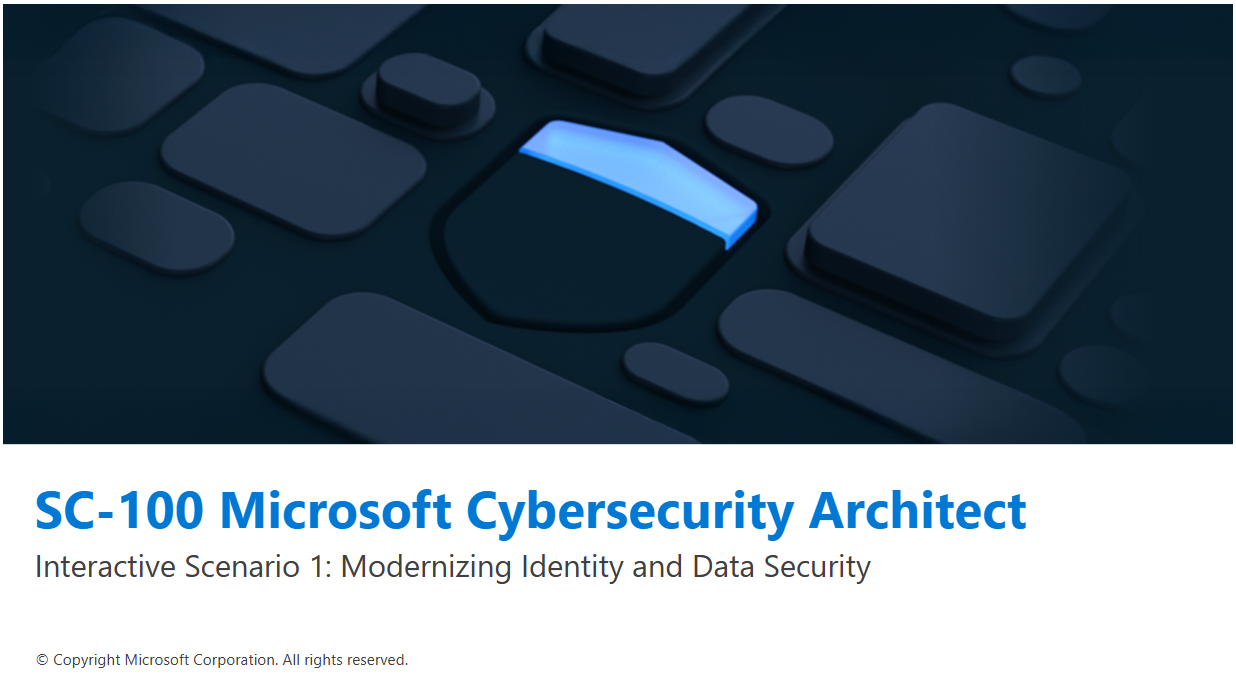 SC-100 Microsoft Cybersecurity Architect
Interactive Scenario 1: Modernizing Identity and Data Security
© Copyright Microsoft Corporation. All rights reserved.